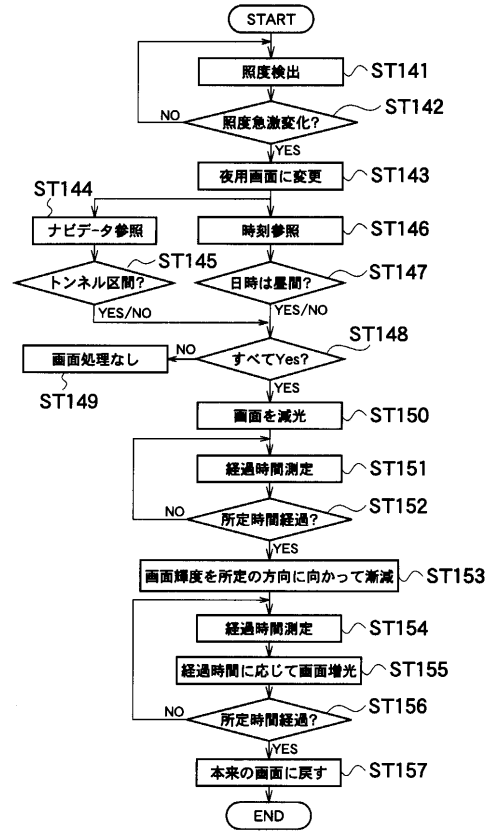 START
照度検出
ST141
照度急激変化?
ST142
NO
YES
夜用画面に変更
ST143
ST144
ナビデータ参照
時刻参照
ST146
トンネル区間?
ST145
日時は昼間?
ST147
YES/NO
YES/NO
すべてYes?
ST148
NO
画面処理なし
ST149
YES
画面を減光
ST150
経過時間測定
ST151
所定時間経過?
ST152
NO
YES
画面輝度を所定の方向に向かって漸減
ST153
経過時間測定
ST154
経過時間に応じて画面増光
ST155
所定時間経過?
ST156
NO
YES
本来の画面に戻す
ST157
END